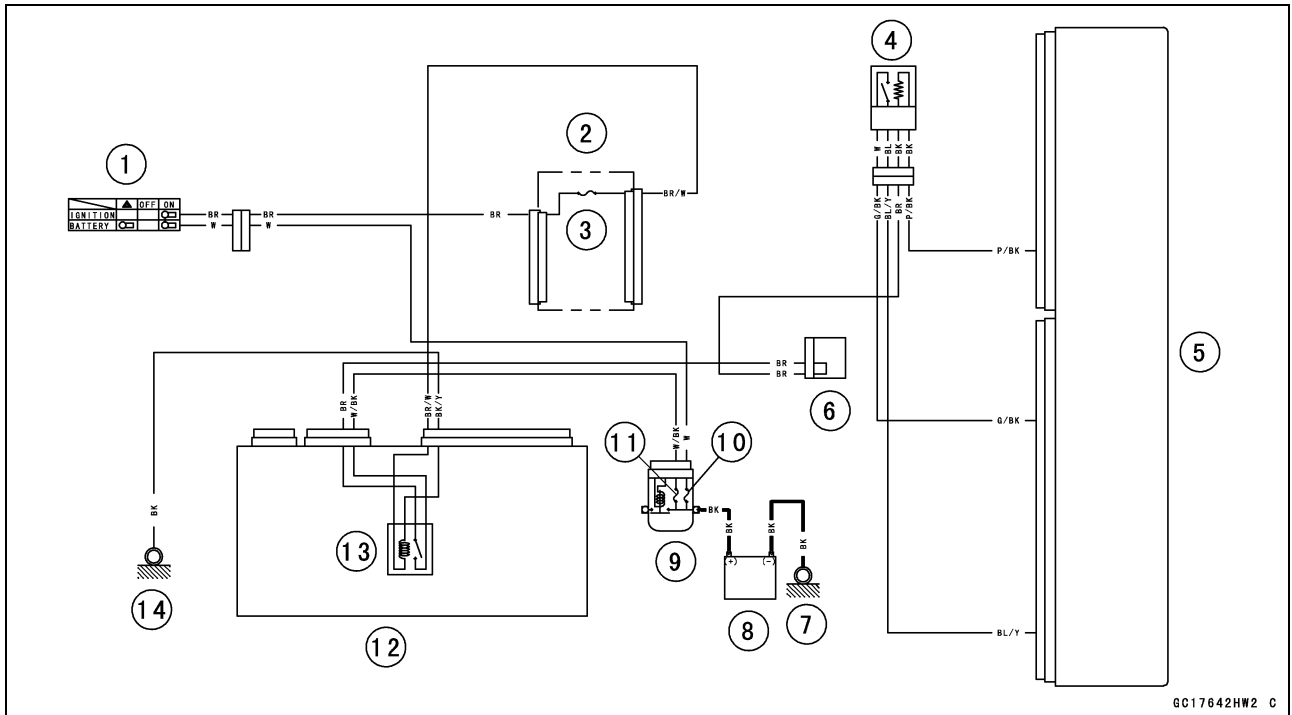 1
OFF ON
IGNITION
BATTERY
BR
W
BR
W
BR
2
3
BR/W
4
W
BL
BK
BK
G/BK
BL/Y
BR
P/BK
P/BK
G/BK
BL/Y
5
BR
BR
6
BR
W/BK
BR/W
BK/Y
W/BK
W
11
10
BK
9
BK
(+)
(-)
8
BK
BK
7
13
12
BK
14
GC17642HW2 C